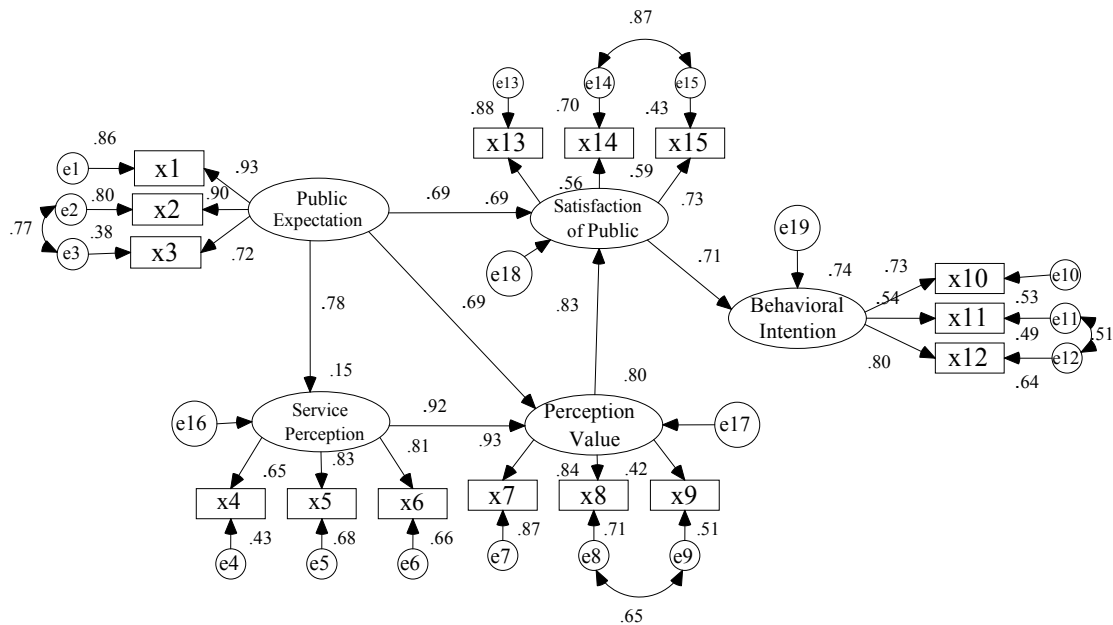 .87
e13
e14
e15
.88
.70
.43
x13
x14
x15
.86
e1
x1
.93
e2
.80
x2
.90
.77
e3
.38
x3
.72
Public
Expectation
.69
.69
.56
.59
.73
Satisfaction
of Public
e18
.71
e19
.74
Behavioral
Intention
.73
.54
.80
x10
x11
x12
e10
.53
e11
.49
.51
e12
.64
.78
.69
.83
.15
.80
e16
Service
Perception
.92
.93
Perception
Value
e17
.65
.83
.81
.84
.42
x4
x5
x6
x7
x8
x9
.43
.68
.66
.87
.71
.51
e4
e5
e6
e7
e8
e9
.65